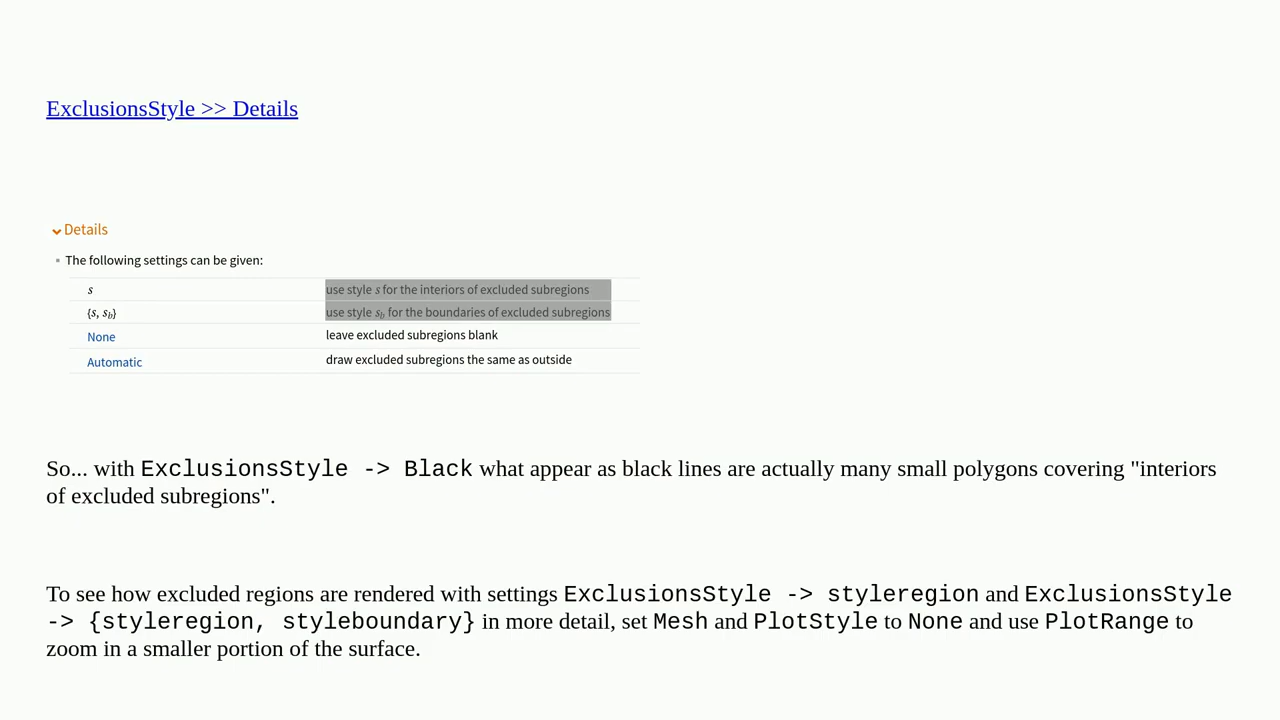 ExclusionsStyle >> Details
Details
The following settings can be given:
s use style s for the interiors of excluded subregions
{s, s_b} use style s_b for the boundaries of excluded subregions
None leave excluded subregions blank
Automatic draw excluded subregions the same as outside
So... with ExclusionsStyle -> Black what appear as black lines are actually many small polygons covering "interiors
of excluded subregions".
To see how excluded regions are rendered with settings ExclusionsStyle -> styleregion and ExclusionsStyle
-> {styleregion, styleboundary} in more detail, set Mesh and PlotStyle to None and use PlotRange to
zoom in a smaller portion of the surface.